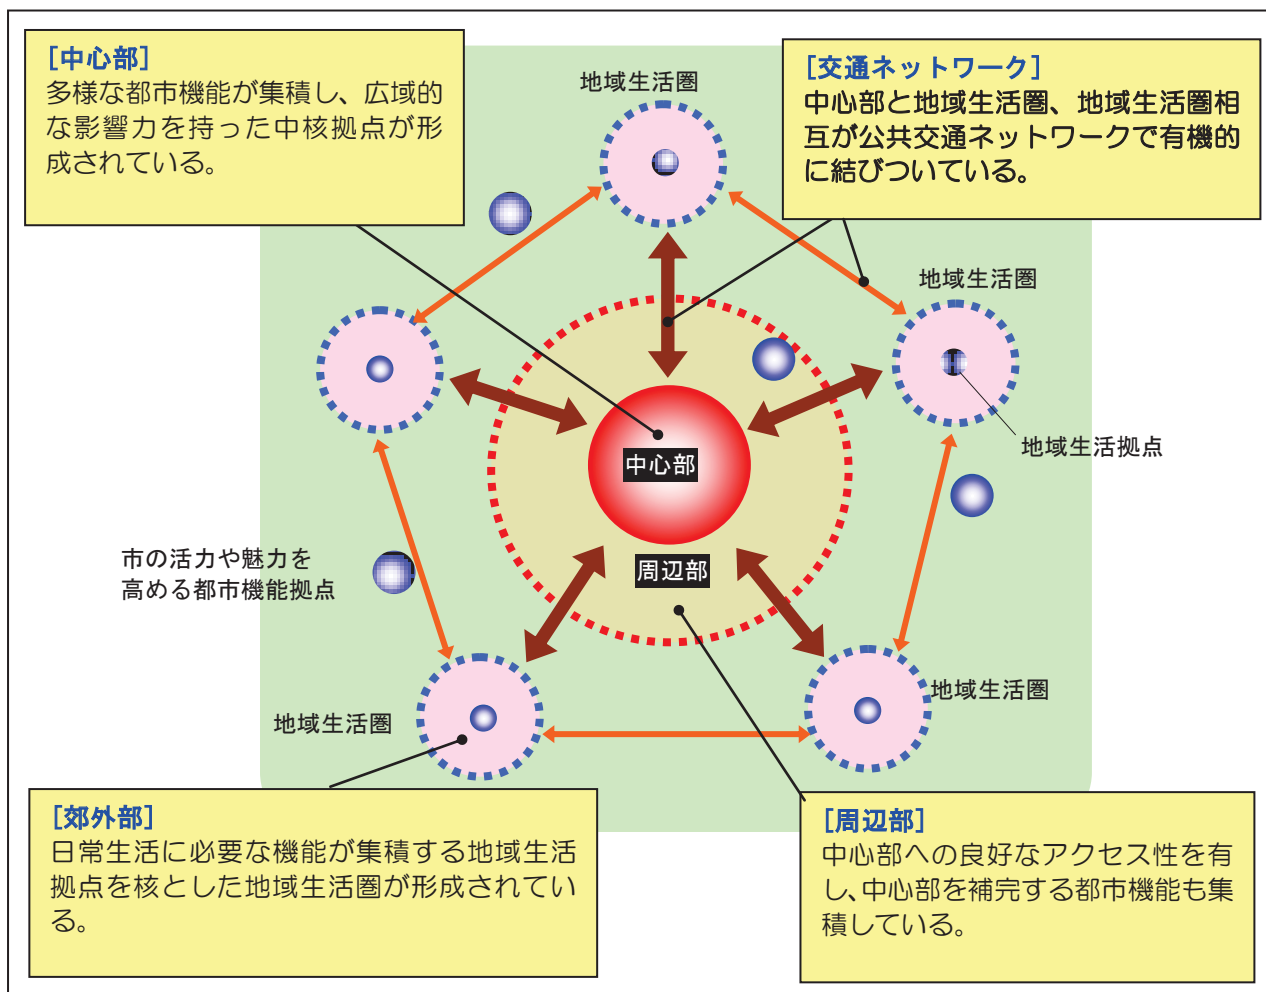 [中心部]
多様な都市機能が集積し、広域的
な影響力を持った中核拠点が形
成されている。
地域生活圏
[交通ネットワーク]
中心部と地域生活圏、地域生活圏相
互が公共交通ネットワークで有機的
に結びついている。
地域生活圏
地域生活拠点
中心部
周辺部
市の活力や魅力を
高める都市機能拠点
地域生活圏
地域生活圏
[郊外部]
日常生活に必要な機能が集積する地域生活
拠点を核とした地域生活圏が形成されてい
る。
[周辺部]
中心部への良好なアクセス性を有
し、中心部を補完する都市機能も集
積している。